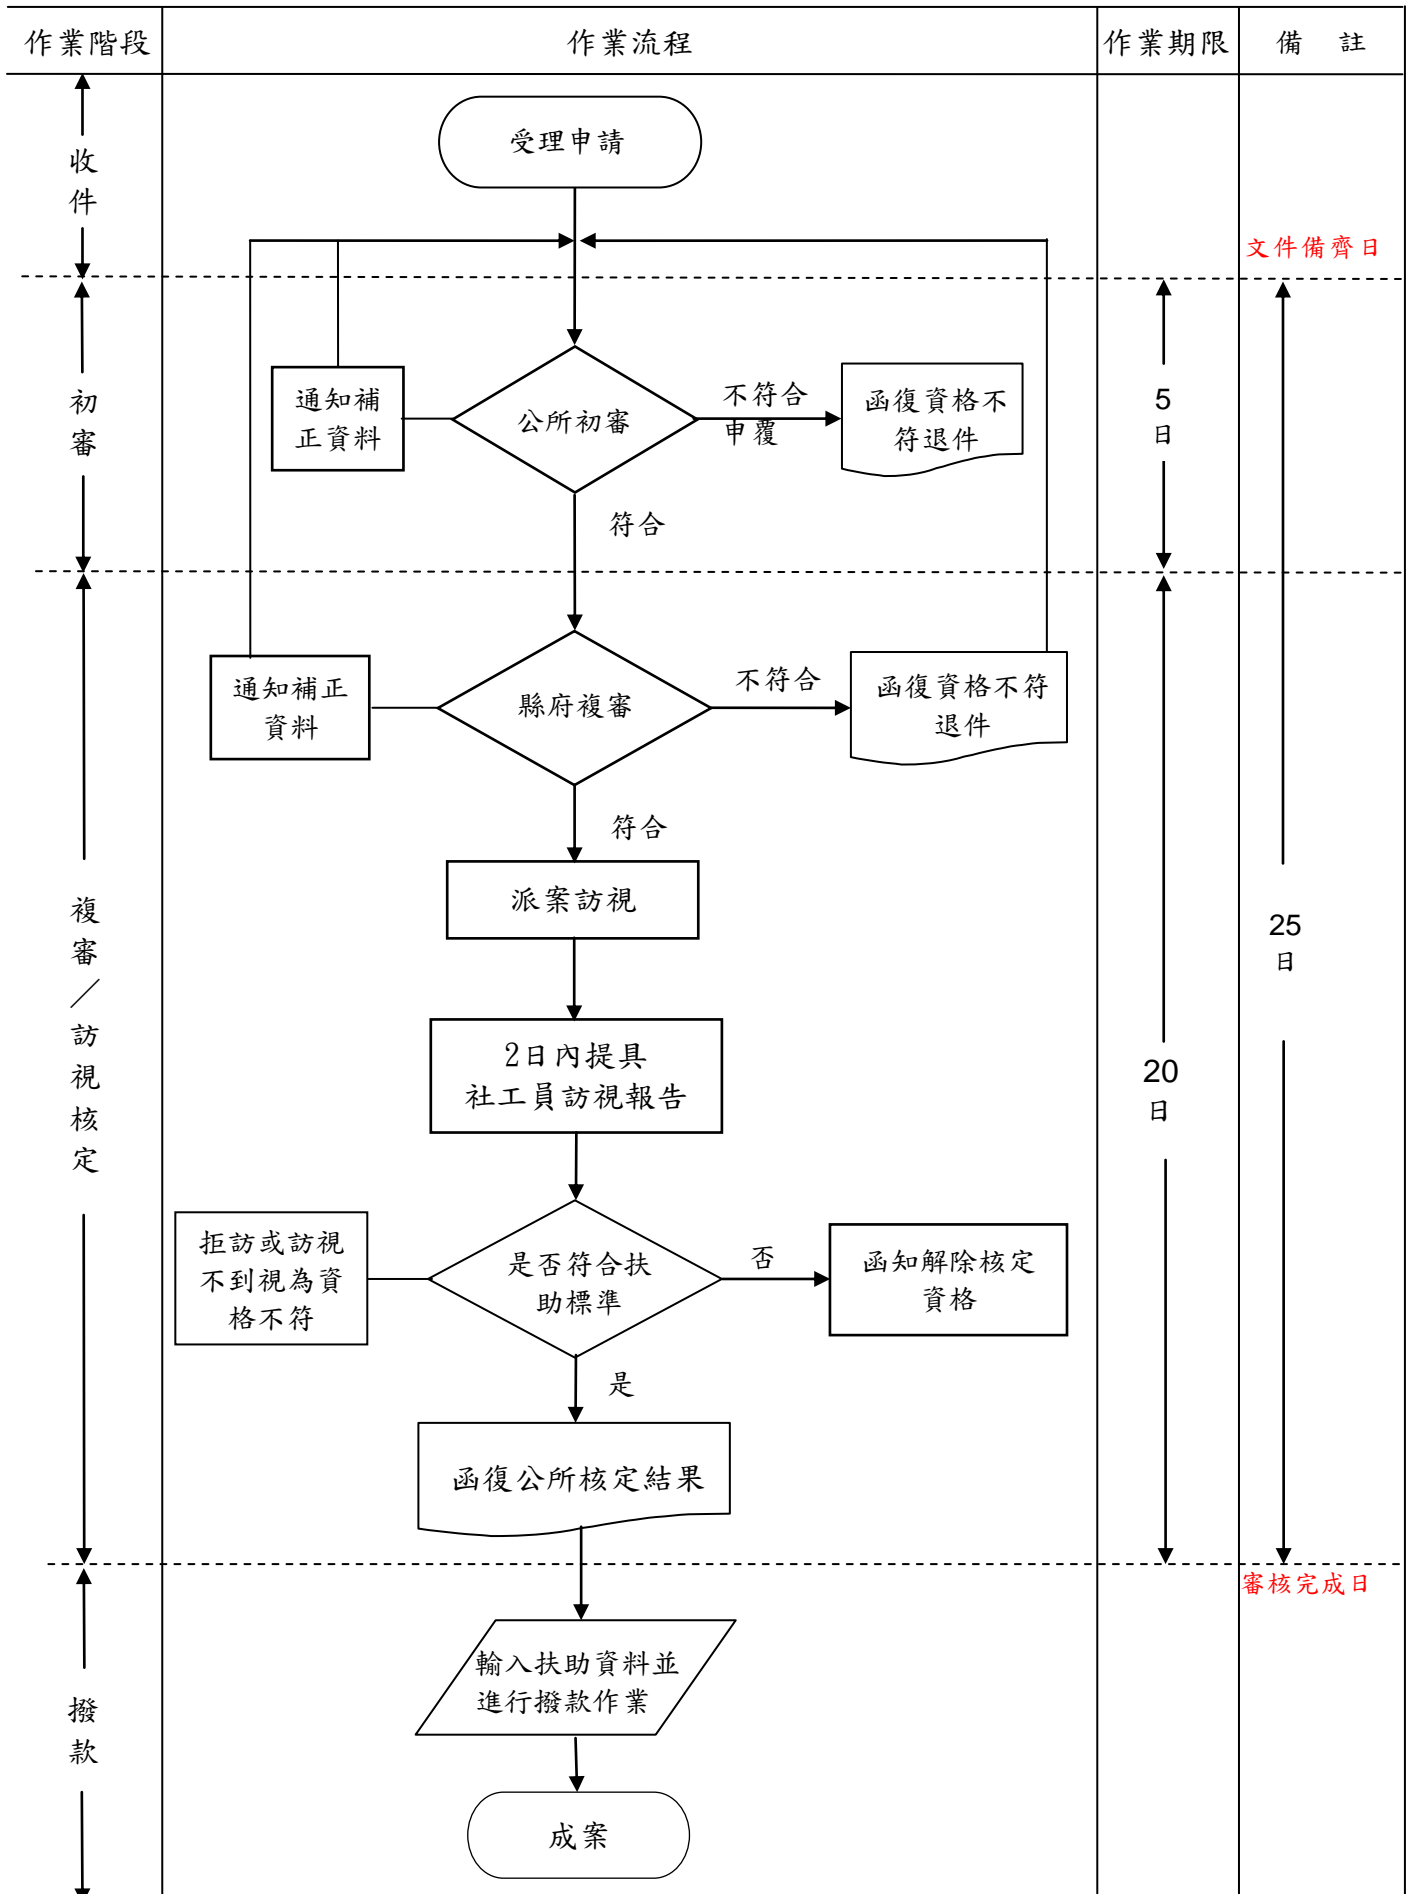 作業階段
作業流程
作業期限
備 註
收
件
受理申請
文件備齊日
初
審
通知補
正資料
公所初審
不符合
申覆
函復資格不
符退件
5
日
符合
通知補正
資料
縣府複審
不符合
函復資格不符
退件
符合
複
審
／
訪
視
核
定
派案訪視
25
日
2日內提具
社工員訪視報告
20
日
拒訪或訪視
不到視為資
格不符
是否符合扶
助標準
否
函知解除核定
資格
是
函復公所核定結果
審核完成日
撥
款
輸入扶助資料並
進行撥款作業
成案